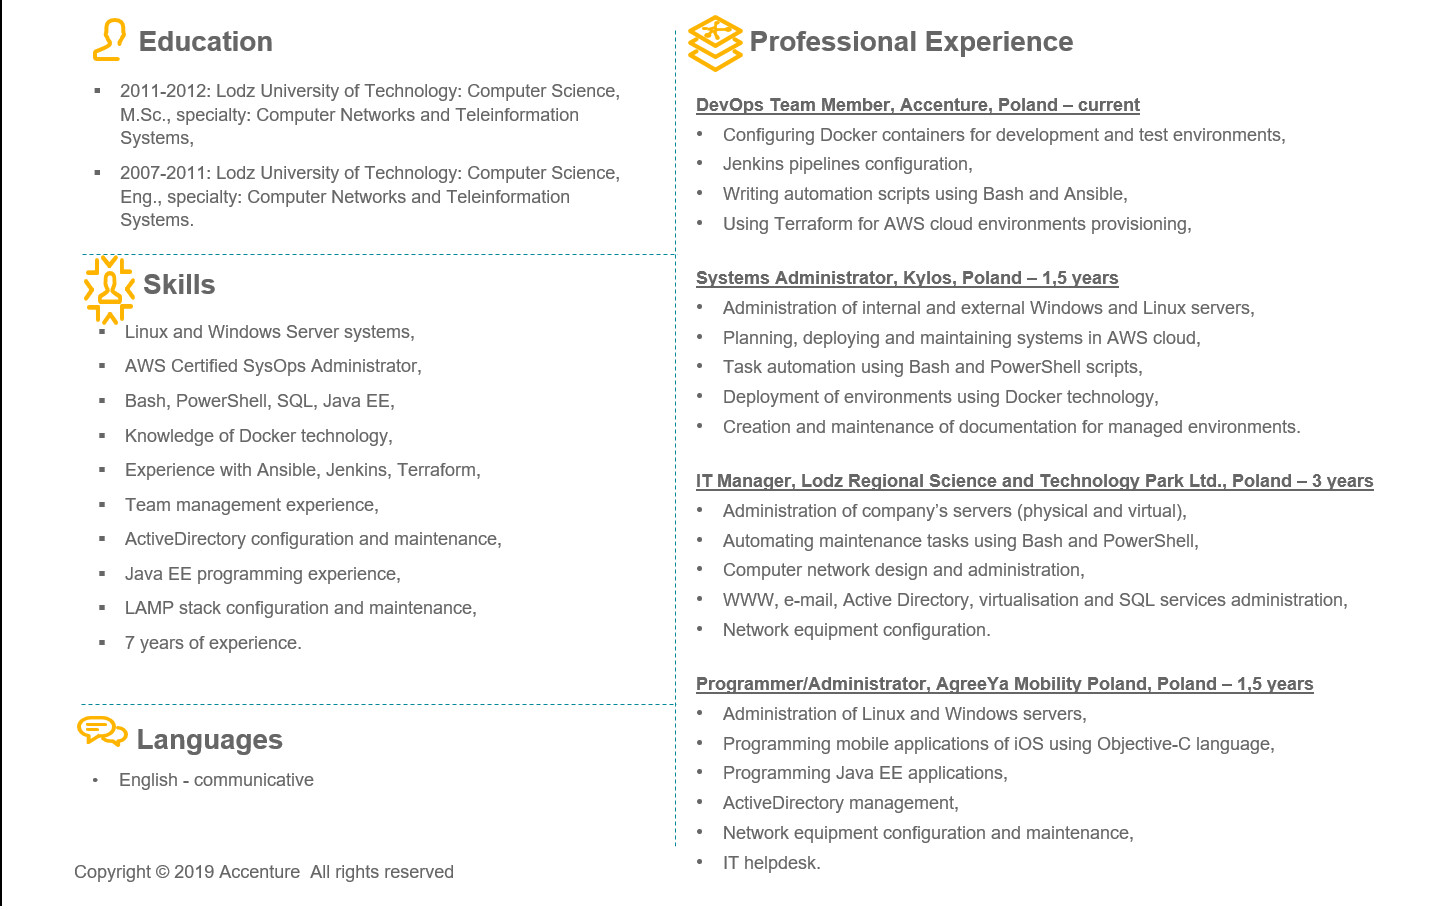 Education
2011-2012: Lodz University of Technology: Computer Science,
M.Sc., specialty: Computer Networks and Teleinformation
Systems,
2007-2011: Lodz University of Technology: Computer Science,
Eng., specialty: Computer Networks and Teleinformation
Systems.
Skills
Linux and Windows Server systems,
AWS Certified SysOps Administrator,
Bash, PowerShell, SQL, Java EE,
Knowledge of Docker technology,
Experience with Ansible, Jenkins, Terraform,
Team management experience,
ActiveDirectory configuration and maintenance,
Java EE programming experience,
LAMP stack configuration and maintenance,
7 years of experience.
Languages
English - communicative
Copyright © 2019 Accenture  All rights reserved
Professional Experience
DevOps Team Member, Accenture, Poland – current
Configuring Docker containers for development and test environments,
Jenkins pipelines configuration,
Writing automation scripts using Bash and Ansible,
Using Terraform for AWS cloud environments provisioning,
Systems Administrator, Kylos, Poland – 1,5 years
Administration of internal and external Windows and Linux servers,
Planning, deploying and maintaining systems in AWS cloud,
Task automation using Bash and PowerShell scripts,
Deployment of environments using Docker technology,
Creation and maintenance of documentation for managed environments.
IT Manager, Lodz Regional Science and Technology Park Ltd., Poland – 3 years
Administration of company’s servers (physical and virtual),
Automating maintenance tasks using Bash and PowerShell,
Computer network design and administration,
WWW, e-mail, Active Directory, virtualisation and SQL services administration,
Network equipment configuration.
Programmer/Administrator, AgreeYa Mobility Poland, Poland – 1,5 years
Administration of Linux and Windows servers,
Programming mobile applications of iOS using Objective-C language,
Programming Java EE applications,
ActiveDirectory management,
Network equipment configuration and maintenance,
IT helpdesk.